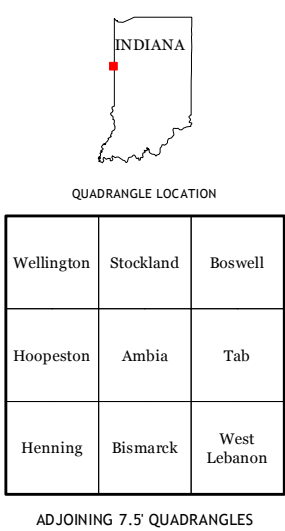 INDIANA
QUADRANGLE LOCATION
Wellington Stockland Boswell
Hoopeston Ambia Tab
Henning Bismarck West Lebanon
ADJOINING 7.5' QUADRANGLES